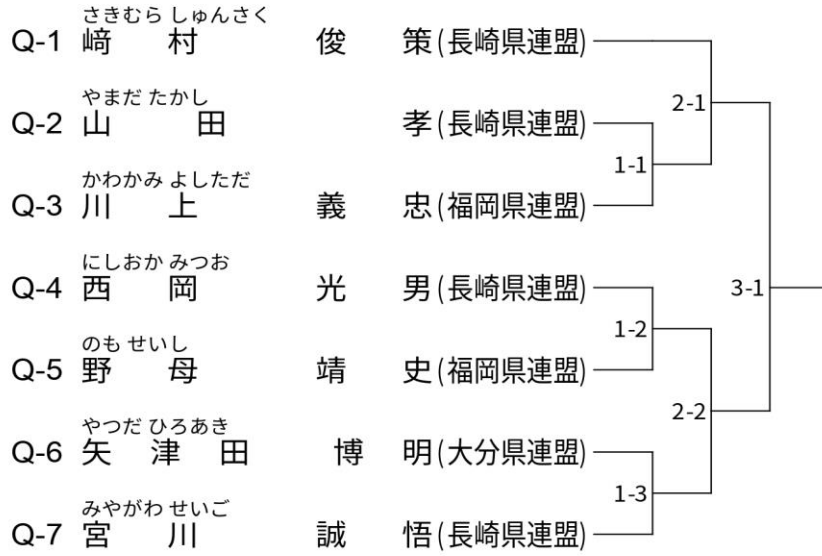 さきむら しゅんさく
Q-1 﨑村 俊策(長崎県連盟)
2-1
やまだ たかし
Q-2 山田 孝(長崎県連盟)
1-1
かわかみ よしただ
Q-3 川上 義忠(福岡県連盟)
にしおか みつお
Q-4 西岡 光男(長崎県連盟)
3-1
1-2
のも せいし
Q-5 野母 靖史(福岡県連盟)
2-2
やつだ ひろあき
Q-6 矢津田 博明(大分県連盟)
1-3
みやがわ せいご
Q-7 宮川 誠悟(長崎県連盟)